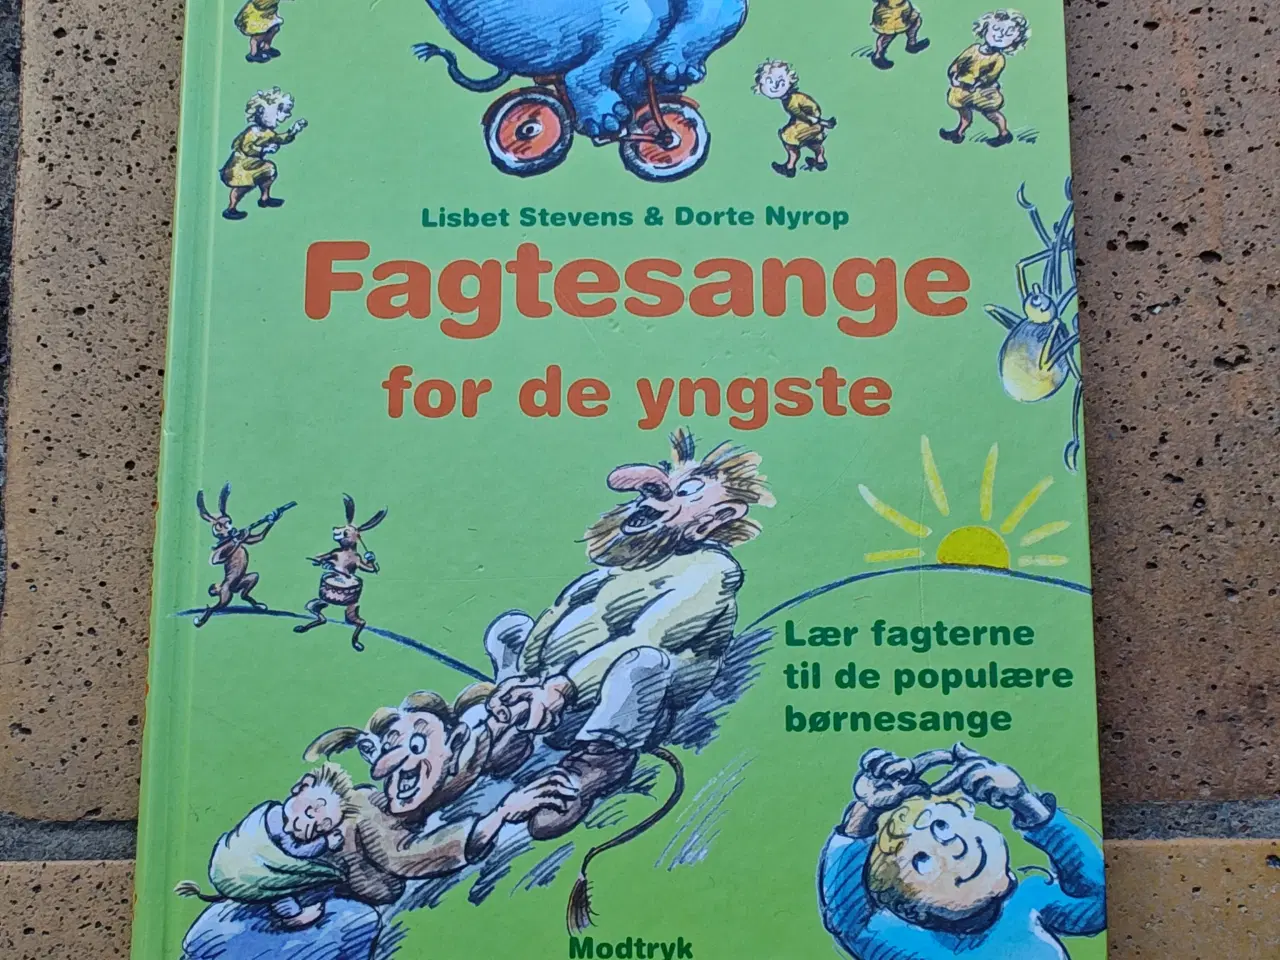 Lisbet Stevens & Dorte Nyrop
Fagtesange
for de yngste
Lær fagterne
til de populære
børnesange
Modtryk